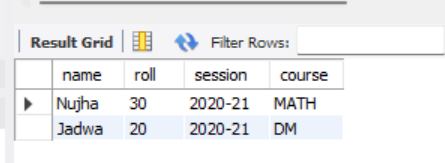 Result Grid Filter Rows:
name roll session course
Nujha 30 2020-21 MATH
Jadwa 20 2020-21 DM